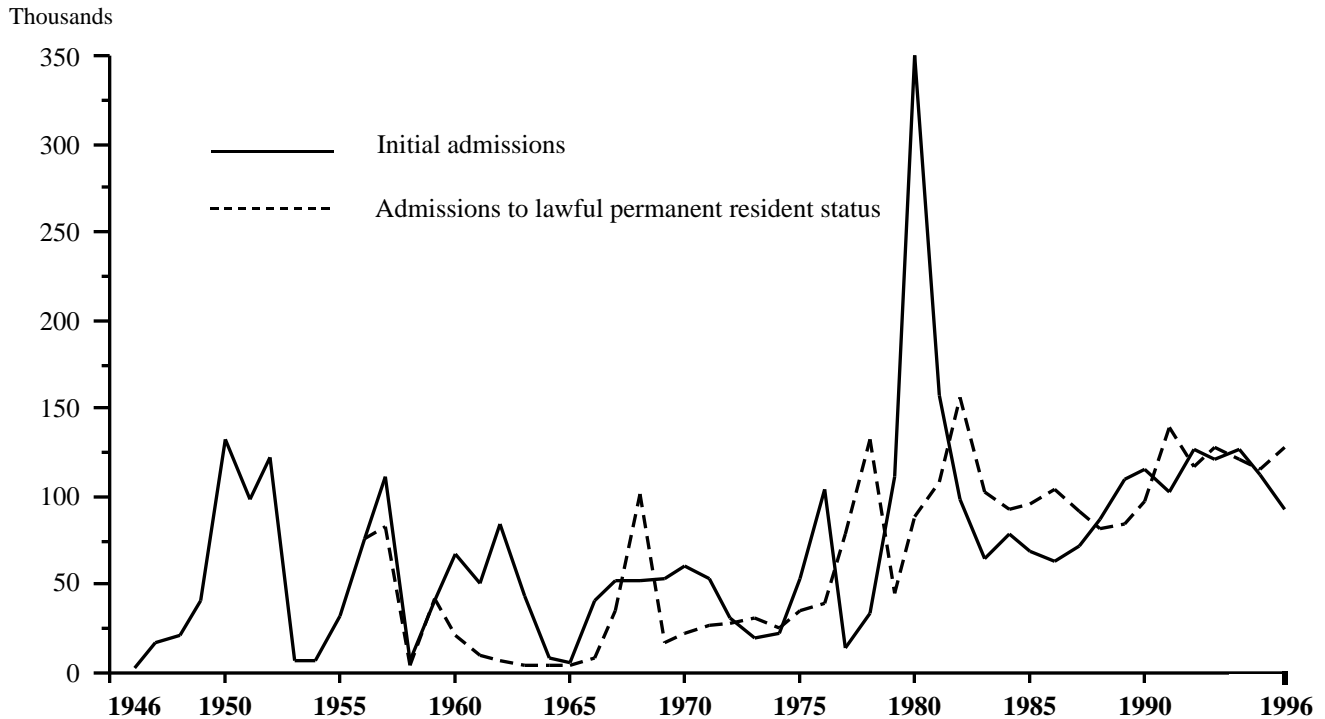 Thousands
350
300
250
200
150
100
50
0
Initial admissions
Admissions to lawful permanent resident status
1946 1950 1955 1960 1965 1970 1975 1980 1985 1990 1996